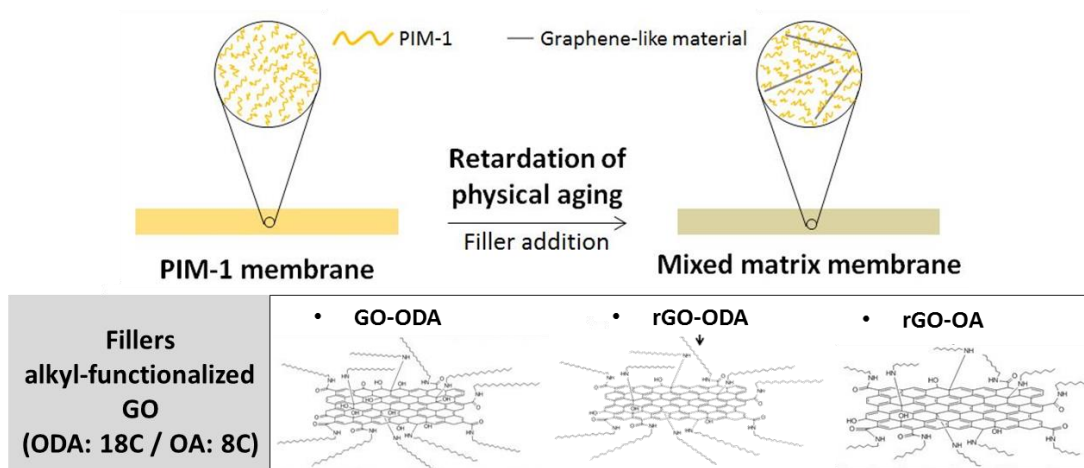 PIM-1
Graphene-like material
Retardation of
physical aging
Filler addition
PIM-1 membrane
Mixed matrix membrane
Fillers
alkyl-functionalized
GO
(ODA: 18C / OA: 8C)
• GO-ODA
• rGO-ODA
• rGO-OA